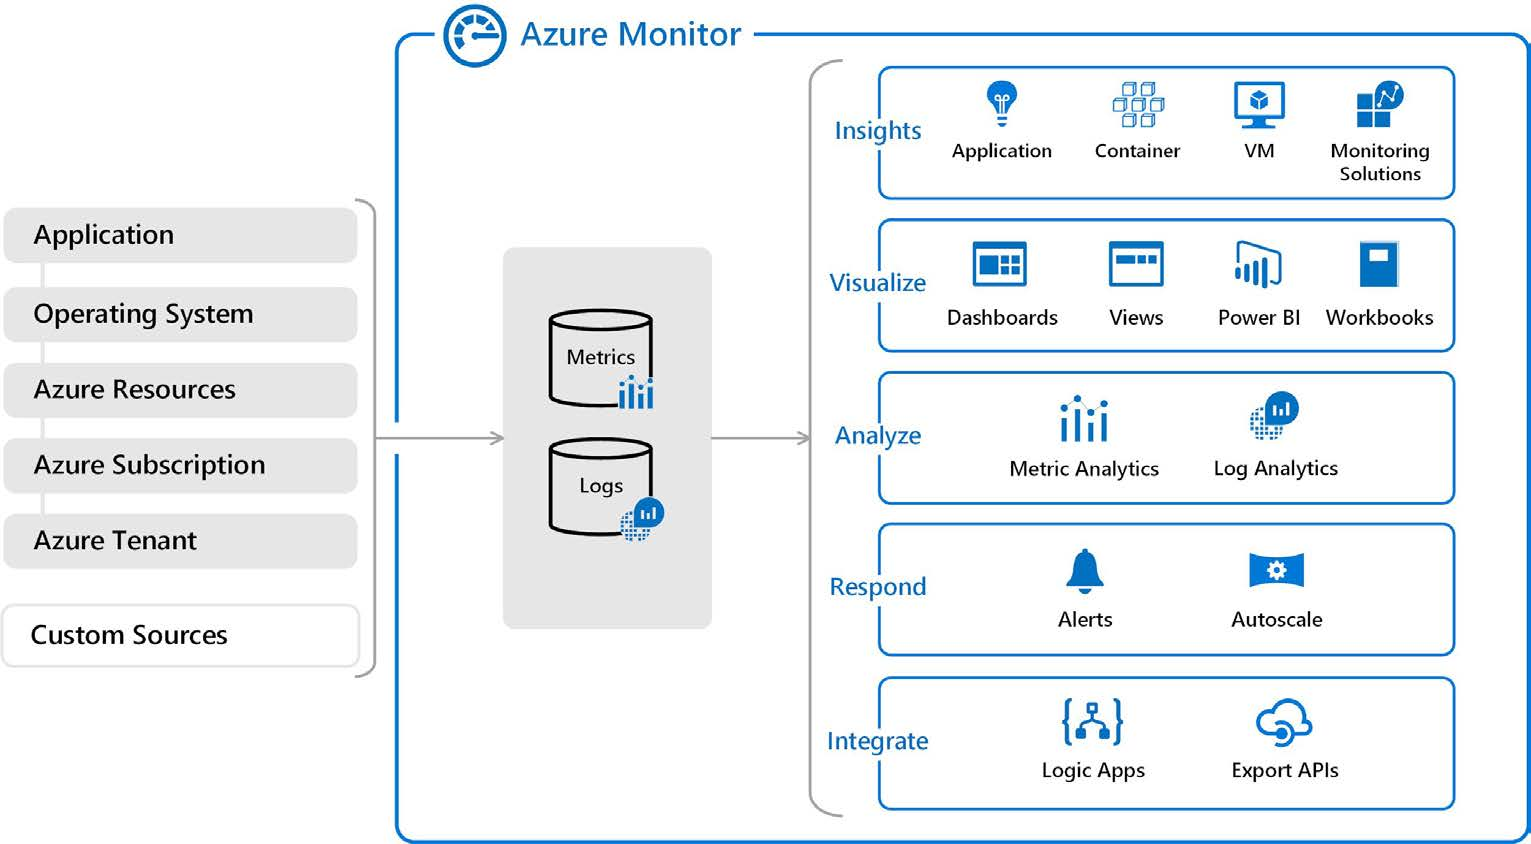 Azure Monitor
Application
Operating System
Azure Resources
Azure Subscription
Azure Tenant
Custom Sources
Metrics
Logs
Insights
Application
Container
VM
Monitoring
Solutions
Visualize
Dashboards
Views
Power BI
Workbooks
Analyze
Metric Analytics
Log Analytics
Respond
Alerts
Autoscale
Integrate
Logic Apps
Export APIs